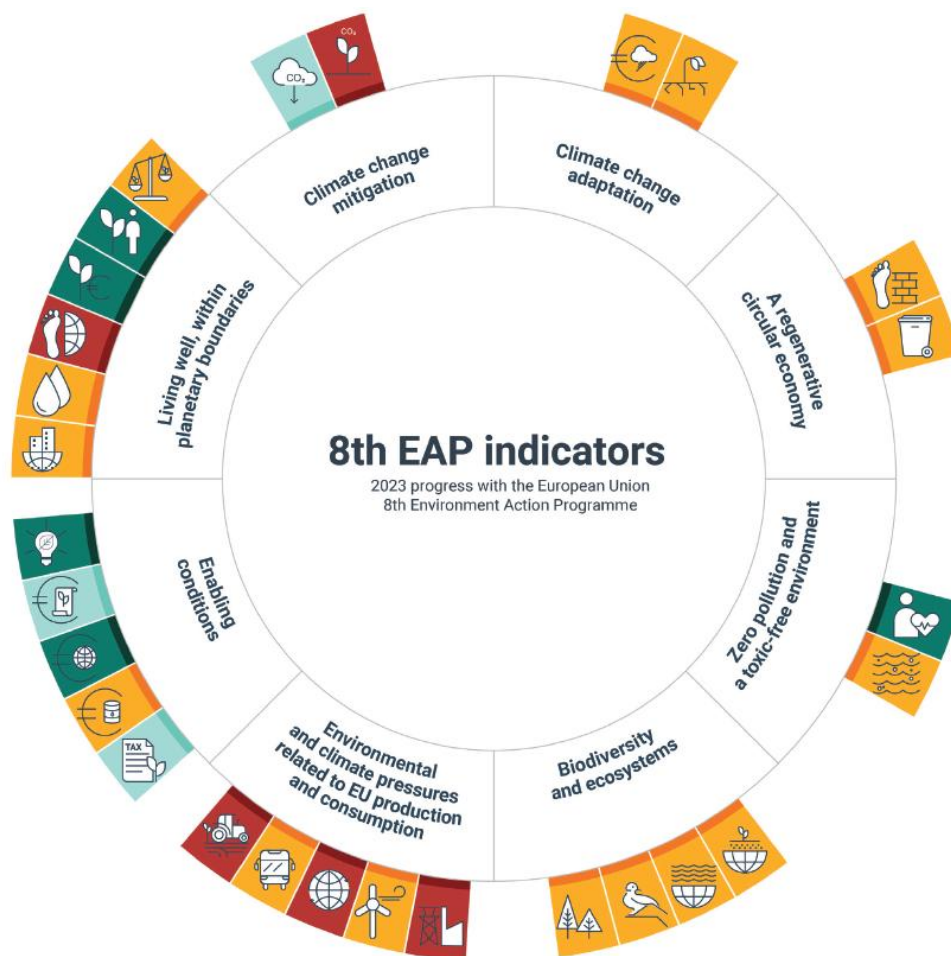 8th EAP indicators
2023 progress with the European Union
8th Environment Action Programme
Climate change
mitigation
CO₂
CO₂
Climate change
adaptation
A regenerative
circular economy
Zero pollution and
a toxic-free environment
Biodiversity
and ecosystems
Environmental
and climate pressures
related to EU production
and consumption
Enabling
conditions
TAX
Living well, within
planetary boundaries